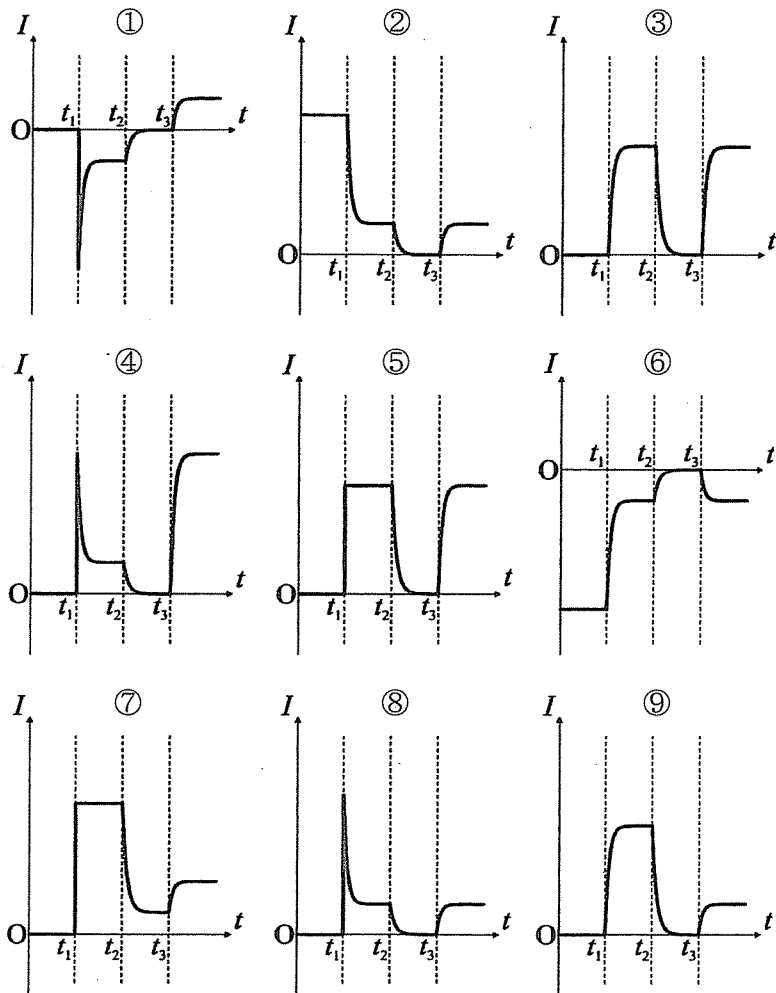 I ① I ② I ③
O t₁ t₂ t₃ t
O t₁ t₂ t₃ t
O t₁ t₂ t₃ t
I ④ I ⑤ I ⑥
O t₁ t₂ t₃ t
O t₁ t₂ t₃ t
O t₁ t₂ t₃ t
I ⑦ I ⑧ I ⑨
O t₁ t₂ t₃ t
O t₁ t₂ t₃ t
O t₁ t₂ t₃ t